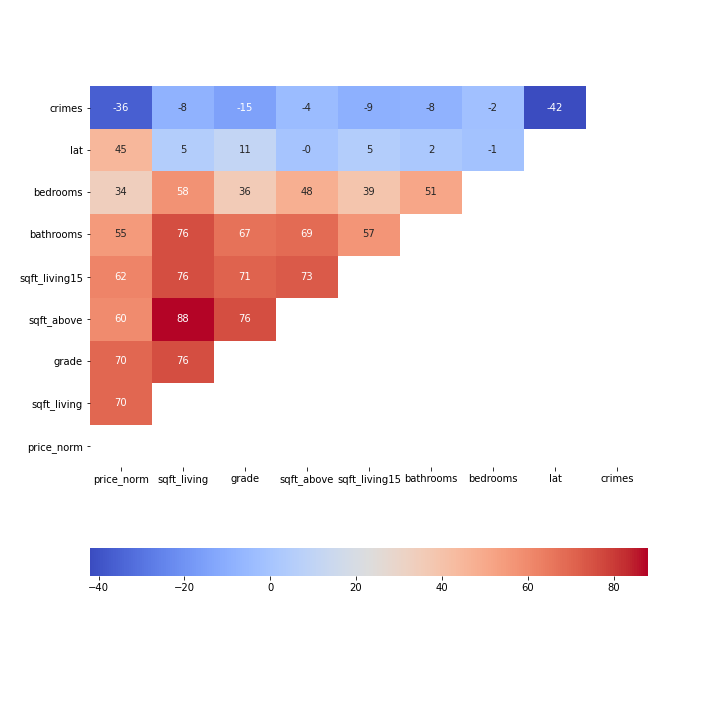 crimes -36 -8 -15 -4 -9 -8 -2 -42
lat 45 5 11 -0 5 2 -1
bedrooms 34 58 36 48 39 51
bathrooms 55 76 67 69 57
sqft_living15 62 76 71 73
sqft_above 60 88 76
grade 70 76
sqft_living 70
price_norm
price_norm sqft_living grade sqft_above sqft_living15 bathrooms bedrooms lat crimes
−40 −20 0 20 40 60 80